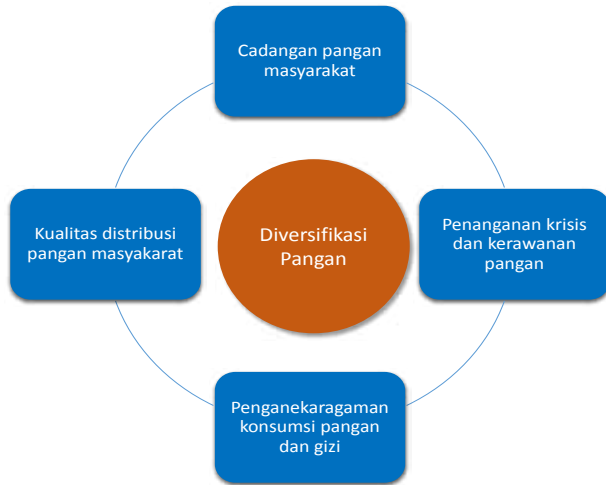 Cadangan pangan
masyarakat
Kualitas distribusi
pangan masyakarat
Diversifikasi
Pangan
Penanganan krisis
dan kerawanan
pangan
Penganekaragaman
konsumsi pangan
dan gizi